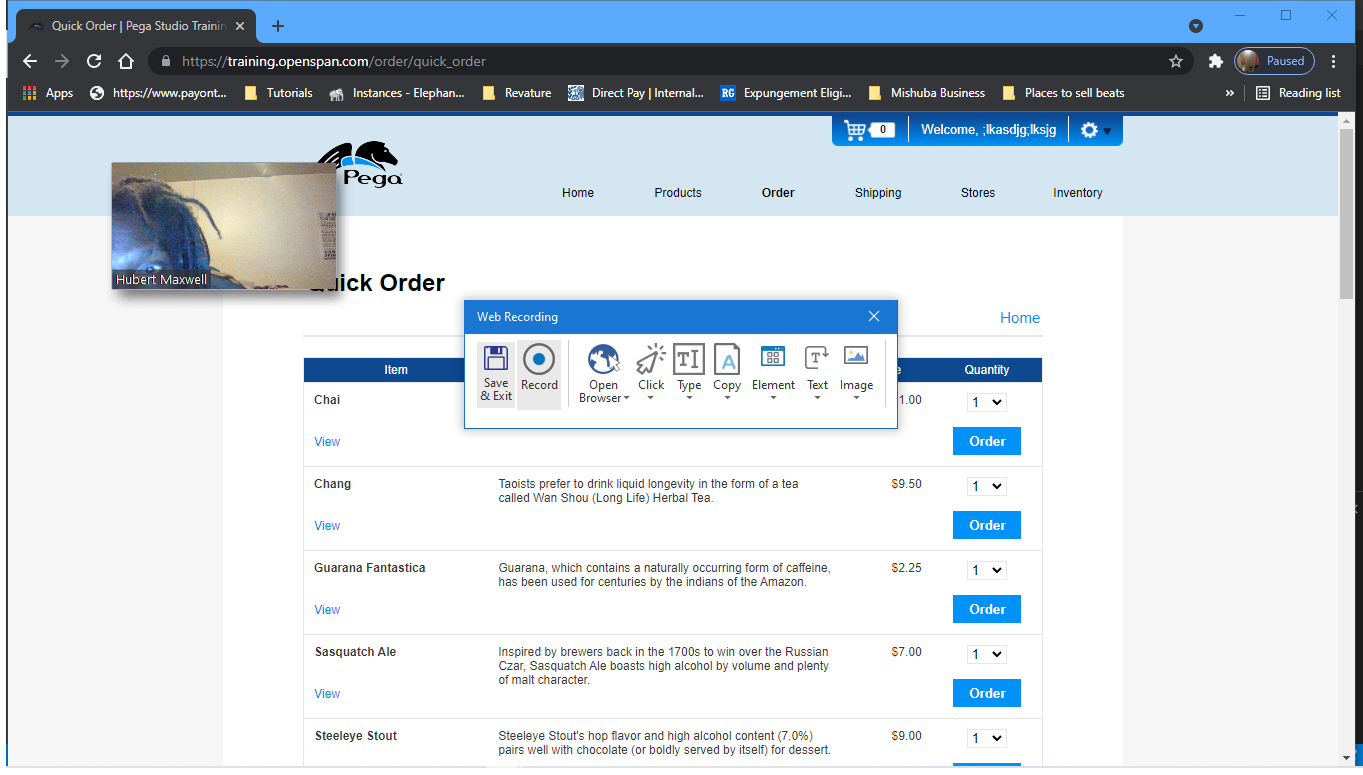 Quick Order | Pega Studio Trainin
https://training.openspan.com/order/quick_order
Paused
Apps
https://www.payont...
Tutorials
Instances - Elephan...
Revature
Direct Pay | Internal...
RG
Expungement Eligi...
Mishuba Business
Places to sell beats
»
Reading list
0
Welcome, ;lkasdjg;lksjg
Pega
Home
Products
Order
Shipping
Stores
Inventory
Hubert Maxwell
Quick Order
Home
Web Recording
Save
& Exit
Record
Open
Browser
Click
Type
Copy
Element
Text
Image
Item
Quantity
Chai
1.00
1
View
Order
Chang
Taoists prefer to drink liquid longevity in the form of a tea
called Wan Shou (Long Life) Herbal Tea.
$9.50
1
View
Order
Guarana Fantastica
Guarana, which contains a naturally occurring form of caffeine,
has been used for centuries by the indians of the Amazon.
$2.25
1
View
Order
Sasquatch Ale
Inspired by brewers back in the 1700s to win over the Russian
Czar, Sasquatch Ale boasts high alcohol by volume and plenty
of malt character.
$7.00
1
View
Order
Steeleye Stout
Steeleye Stout's hop flavor and high alcohol content (7.0%)
pairs well with chocolate (or boldly served by itself) for dessert.
$9.00
1